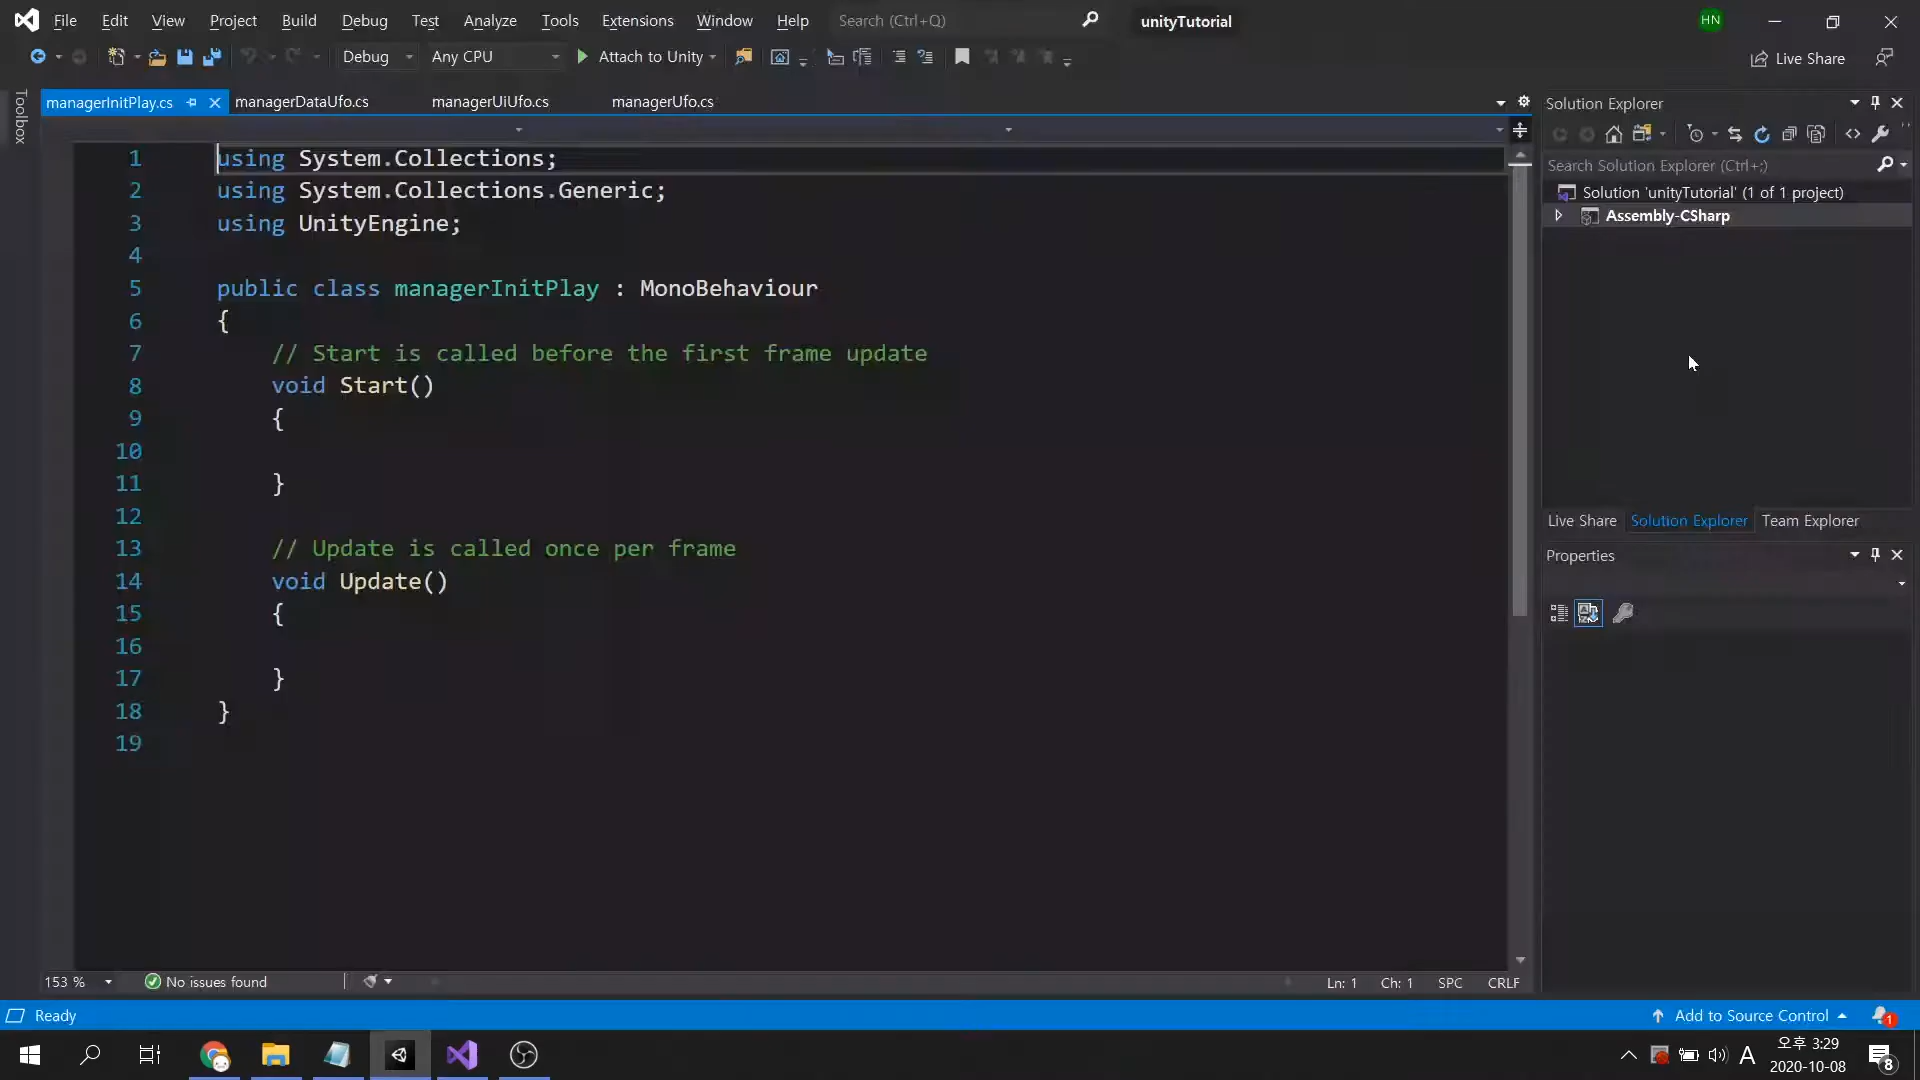 File Edit View Project Build Debug Test Analyze Tools Extensions Window Help Search (Ctrl+Q) unityTutorial HN
Debug Any CPU Attach to Unity Live Share
Toolbox
managerInitPlay.cs managerDataUfo.cs managerUiUfo.cs managerUfo.cs
1 using System.Collections;
2 using System.Collections.Generic;
3 using UnityEngine;
4
5 public class managerInitPlay : MonoBehaviour
6 {
7 // Start is called before the first frame update
8 void Start()
9 {
10
11 }
12
13 // Update is called once per frame
14 void Update()
15 {
16
17 }
18 }
19
153 % No issues found Ln: 1 Ch: 1 SPC CRLF
Solution Explorer
Search Solution Explorer (Ctrl+;)
Solution 'unityTutorial' (1 of 1 project)
Assembly-CSharp
Live Share Solution Explorer Team Explorer
Properties
Ready Add to Source Control 1
A 오후 3:29
2020-10-08 8